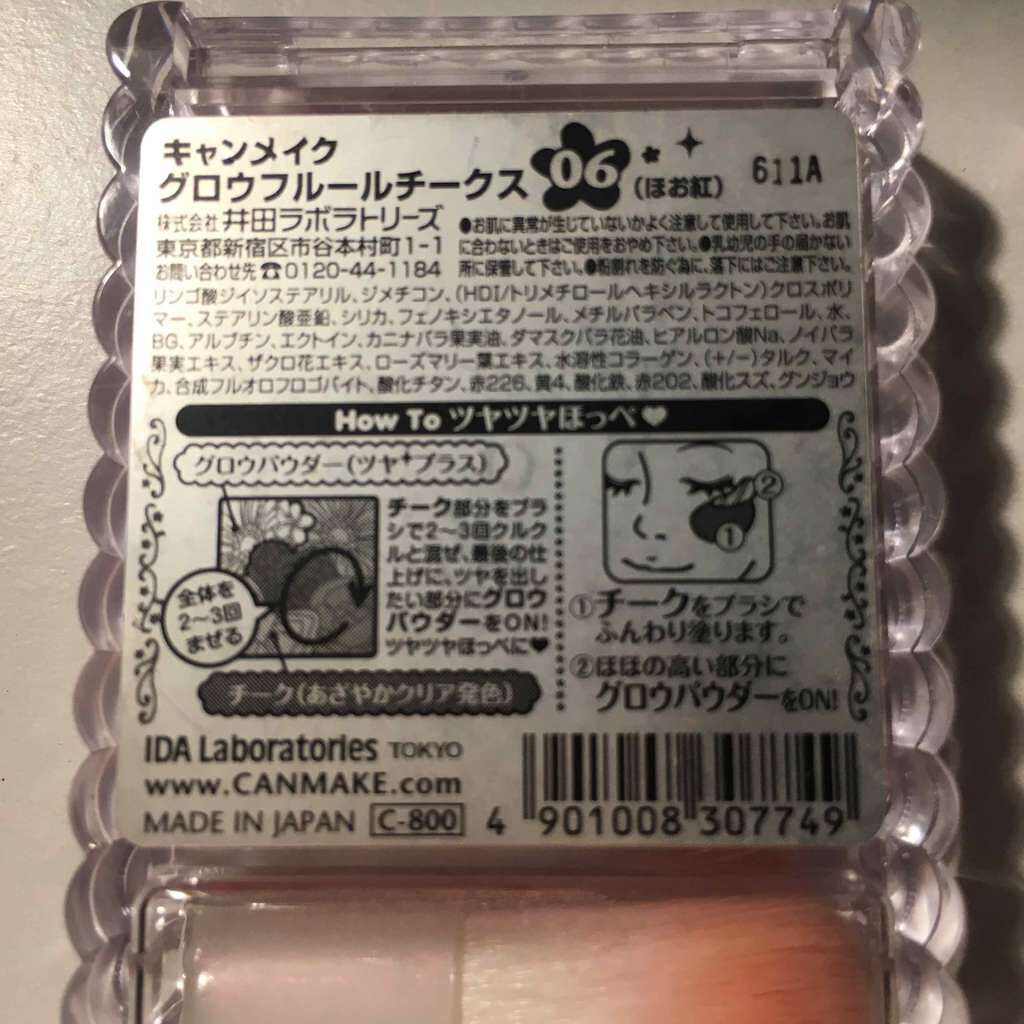 キャンメイク
グロウフルールチークス
06
(ほお紅)
611A
株式会社 井田ラボラトリーズ
東京都新宿区市谷本村町1-1
お問い合わせ先☎0120-44-1184
●お肌に異常が生じていないかよく注意して使用して下さい。お肌
に合わないときはご使用をおやめ下さい。●乳幼児の手の届かない
所に保管して下さい。●粉割れを防ぐ為に、落下にはご注意下さい。
リンゴ酸ジイソステアリル、ジメチコン、(HDI/トリメチロールヘキシルラクトン)クロスポリ
マー、ステアリン酸亜鉛、シリカ、フェノキシエタノール、メチルパラベン、トコフェロール、水、
BG、アルブチン、エクトイン、カニナバラ果実油、ダマスクバラ花油、ヒアルロン酸Na、ノイバラ
果実エキス、ザクロ花エキス、ローズマリー葉エキス、水溶性コラーゲン、(+/−)タルク、マイ
カ、合成フルオロフロゴパイト、酸化チタン、赤226、黄4、酸化鉄、赤202、酸化スズ、グンジョウ
How To ツヤツヤほっぺ♥
グロウパウダー(ツヤ+プラス)
全体を
2〜3回
まぜる
チーク部分をブラ
シで2〜3回クルク
ルと混ぜ、最後の仕
上げに、ツヤを出し
たい部分にグロウ
パウダーをON!
ツヤツヤほっぺに♥
チーク(あざやかクリア発色)
②
①
①チークをブラシで
ふんわり塗ります。
②ほほの高い部分に
グロウパウダーをON!
IDA Laboratories TOKYO
www.CANMAKE.com
MADE IN JAPAN C-800
4 901008 307749